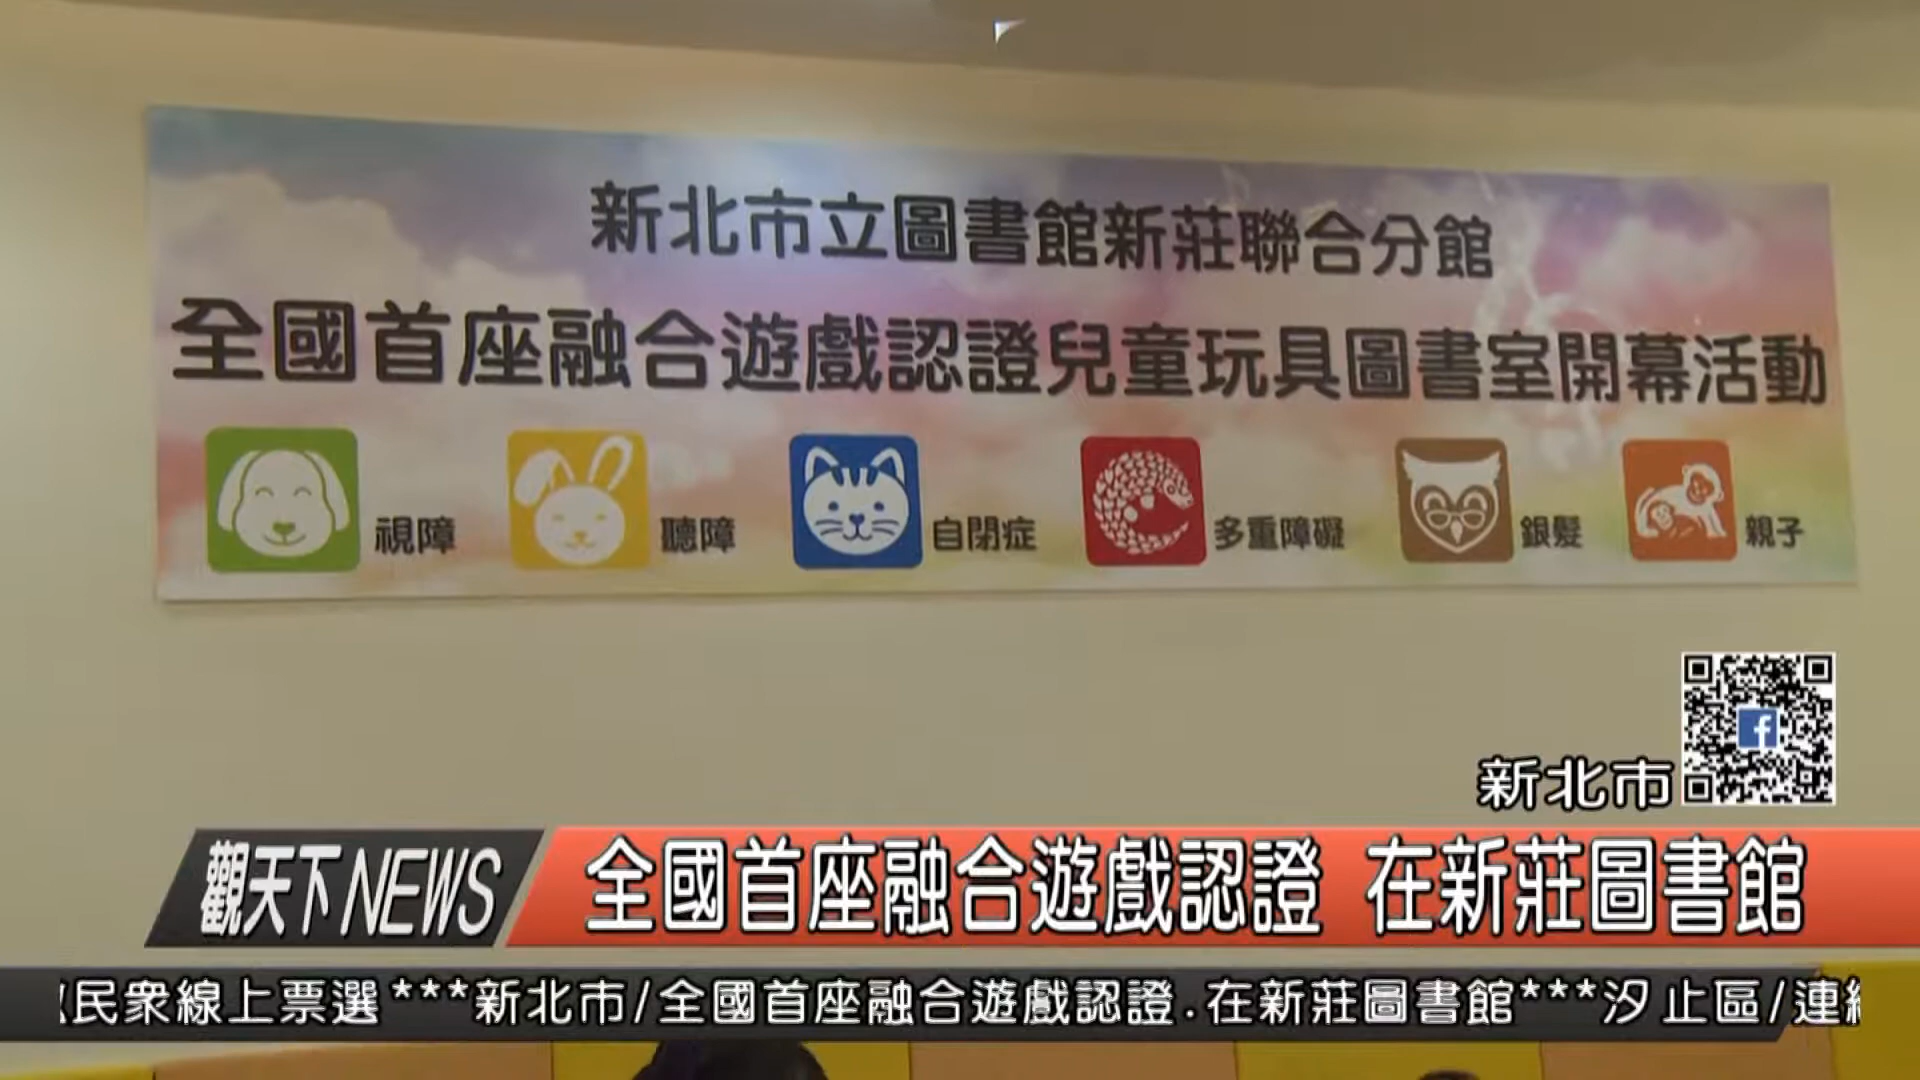 新北市立圖書館新莊聯合分館
全國首座融合遊戲認證兒童玩具圖書室開幕活動
視障
聽障
自閉症
多重障礙
銀髮
親子
新北市
觀天下NEWS
全國首座融合遊戲認證 在新莊圖書館
民眾線上票選***新北市/全國首座融合遊戲認證.在新莊圖書館***汐止區/連